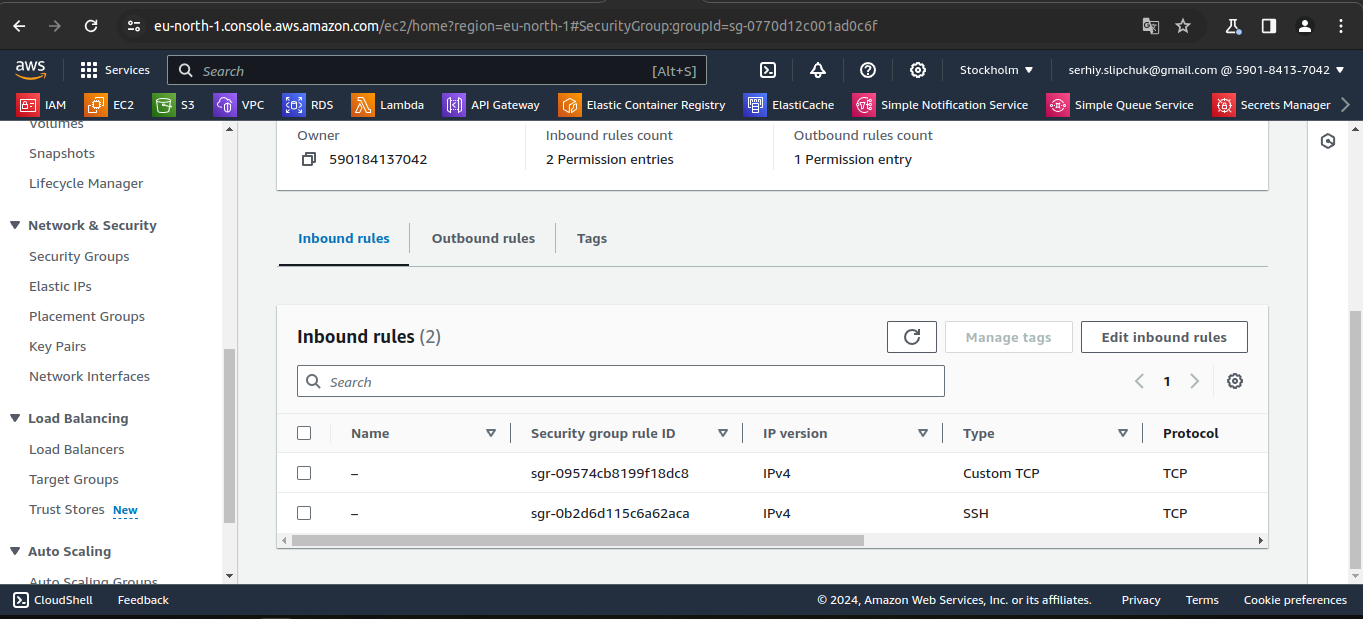 eu-north-1.console.aws.amazon.com/ec2/home?region=eu-north-1#SecurityGroup:groupId=sg-0770d12c001ad0c6f
aws Services Search [Alt+S] Stockholm serhiy.slipchuk@gmail.com @ 5901-8413-7042
IAM EC2 S3 VPC RDS Lambda API Gateway Elastic Container Registry ElastiCache Simple Notification Service Simple Queue Service Secrets Manager
Volumes
Snapshots
Lifecycle Manager
Network & Security
Security Groups
Elastic IPs
Placement Groups
Key Pairs
Network Interfaces
Load Balancing
Load Balancers
Target Groups
Trust Stores New
Auto Scaling
Auto Scaling Groups
Owner Inbound rules count Outbound rules count
590184137042 2 Permission entries 1 Permission entry
Inbound rules Outbound rules Tags
Inbound rules (2) Manage tags Edit inbound rules
Search 1
Name Security group rule ID IP version Type Protocol
– sgr-09574cb8199f18dc8 IPv4 Custom TCP TCP
– sgr-0b2d6d115c6a62aca IPv4 SSH TCP
CloudShell Feedback © 2024, Amazon Web Services, Inc. or its affiliates. Privacy Terms Cookie preferences